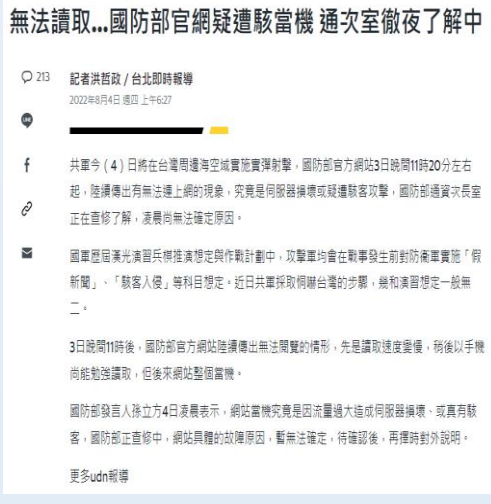 無法讀取...國防部官網疑遭駭當機 通次室徹夜了解中
213
記者洪哲政 / 台北即時報導
2022年8月4日 週四 上午6:27
LINE
共軍今（4）日將在台灣周邊海空域實施實彈射擊，國防部官方網站3日晚間11時20分左右
起，陸續傳出有無法連上網的現象，究竟是伺服器損壞或疑遭駭客攻擊，國防部通資次長室
正在查修了解，凌晨尚無法確定原因。
國軍歷屆漢光演習兵棋推演想定與作戰計劃中，攻擊軍均會在戰事發生前對防衛軍實施「假
新聞」、「駭客入侵」等科目想定。近日共軍採取恫嚇台灣的步驟，幾和演習想定一般無
二。
3日晚間11時後，國防部官方網站陸續傳出無法閱覽的情形，先是讀取速度變慢，稍後以手機
尚能勉強讀取，但後來網站整個當機。
國防部發言人孫立方4日凌晨表示，網站當機究竟是因流量過大造成伺服器損壞、或真有駭
客，國防部正查修中，網站具體的故障原因，暫無法確定，待確認後，再擇時對外說明。
更多udn報導